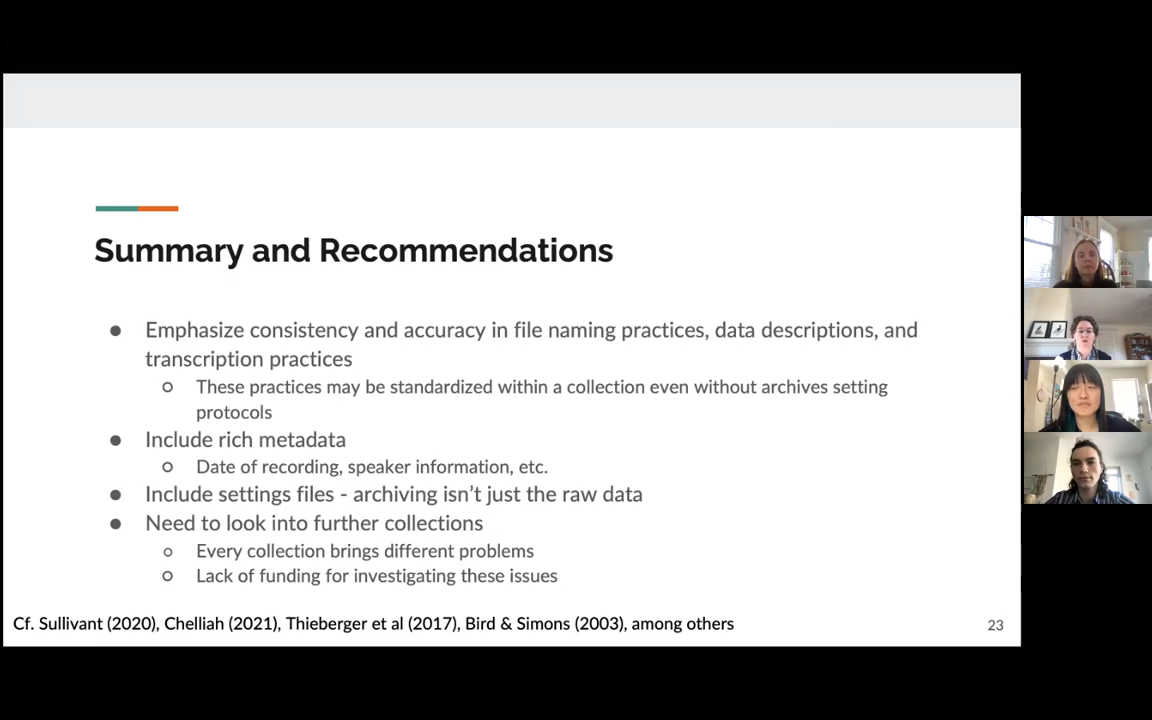 Summary and Recommendations
● Emphasize consistency and accuracy in file naming practices, data descriptions, and
transcription practices
○ These practices may be standardized within a collection even without archives setting
protocols
● Include rich metadata
○ Date of recording, speaker information, etc.
● Include settings files - archiving isn't just the raw data
● Need to look into further collections
○ Every collection brings different problems
○ Lack of funding for investigating these issues
Cf. Sullivant (2020), Chelliah (2021), Thieberger et al (2017), Bird & Simons (2003), among others
23